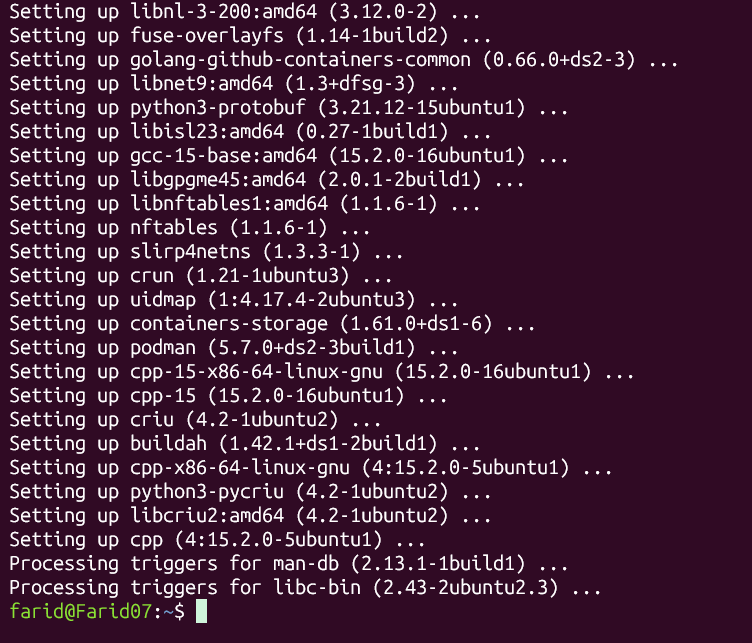 Setting up libnl-3-200:amd64 (3.12.0-2) ...
Setting up fuse-overlayfs (1.14-1build2) ...
Setting up golang-github-containers-common (0.66.0+ds2-3) ...
Setting up libnet9:amd64 (1.3+dfsg-3) ...
Setting up python3-protobuf (3.21.12-15ubuntu1) ...
Setting up libisl23:amd64 (0.27-1build1) ...
Setting up gcc-15-base:amd64 (15.2.0-16ubuntu1) ...
Setting up libgpgme45:amd64 (2.0.1-2build1) ...
Setting up libnftables1:amd64 (1.1.6-1) ...
Setting up nftables (1.1.6-1) ...
Setting up slirp4netns (1.3.3-1) ...
Setting up crun (1.21-1ubuntu3) ...
Setting up uidmap (1:4.17.4-2ubuntu3) ...
Setting up containers-storage (1.61.0+ds1-6) ...
Setting up podman (5.7.0+ds2-3build1) ...
Setting up cpp-15-x86-64-linux-gnu (15.2.0-16ubuntu1) ...
Setting up cpp-15 (15.2.0-16ubuntu1) ...
Setting up criu (4.2-1ubuntu2) ...
Setting up buildah (1.42.1+ds1-2build1) ...
Setting up cpp-x86-64-linux-gnu (4:15.2.0-5ubuntu1) ...
Setting up python3-pycriu (4.2-1ubuntu2) ...
Setting up libcriu2:amd64 (4.2-1ubuntu2) ...
Setting up cpp (4:15.2.0-5ubuntu1) ...
Processing triggers for man-db (2.13.1-1build1) ...
Processing triggers for libc-bin (2.43-2ubuntu2.3) ...
farid@Farid07:~$